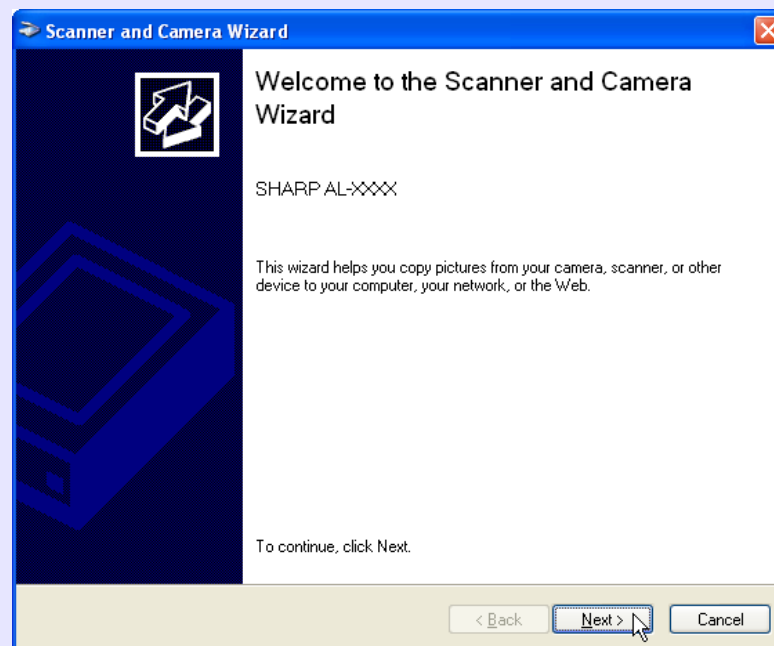 Scanner and Camera Wizard
Welcome to the Scanner and Camera
Wizard
SHARP AL-XXXX
This wizard helps you copy pictures from your camera, scanner, or other
device to your computer, your network, or the Web.
To continue, click Next.
< Back Next > Cancel